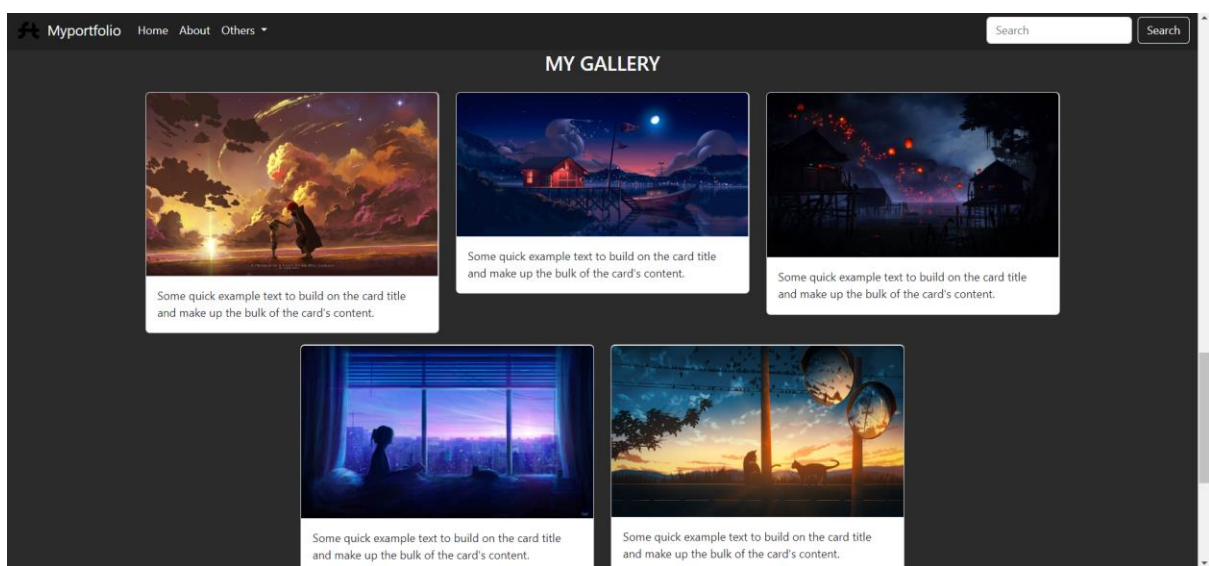 Myportfolio Home About Others Search Search
MY GALLERY
Some quick example text to build on the card title
and make up the bulk of the card's content.
Some quick example text to build on the card title
and make up the bulk of the card's content.
Some quick example text to build on the card title
and make up the bulk of the card's content.
Some quick example text to build on the card title
and make up the bulk of the card's content.
Some quick example text to build on the card title
and make up the bulk of the card's content.